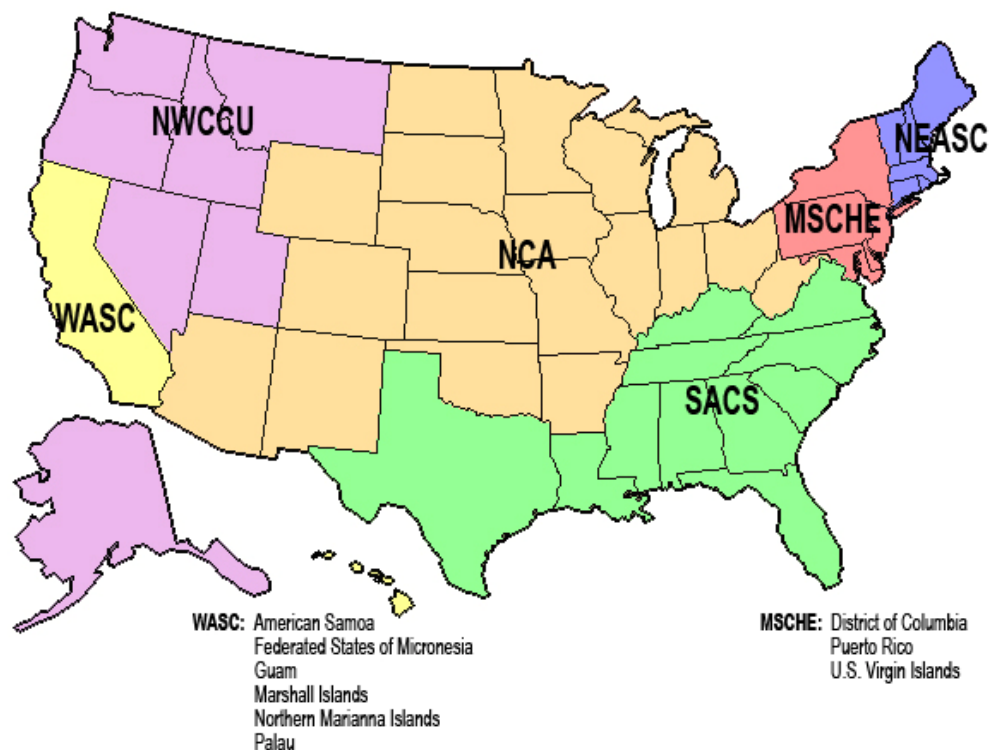 NWCCU
NEASC
MSCHE
NCA
WASC
SACS
WASC: American Samoa
Federated States of Micronesia
Guam
Marshall Islands
Northern Marianna Islands
Palau
MSCHE: District of Columbia
Puerto Rico
U.S. Virgin Islands